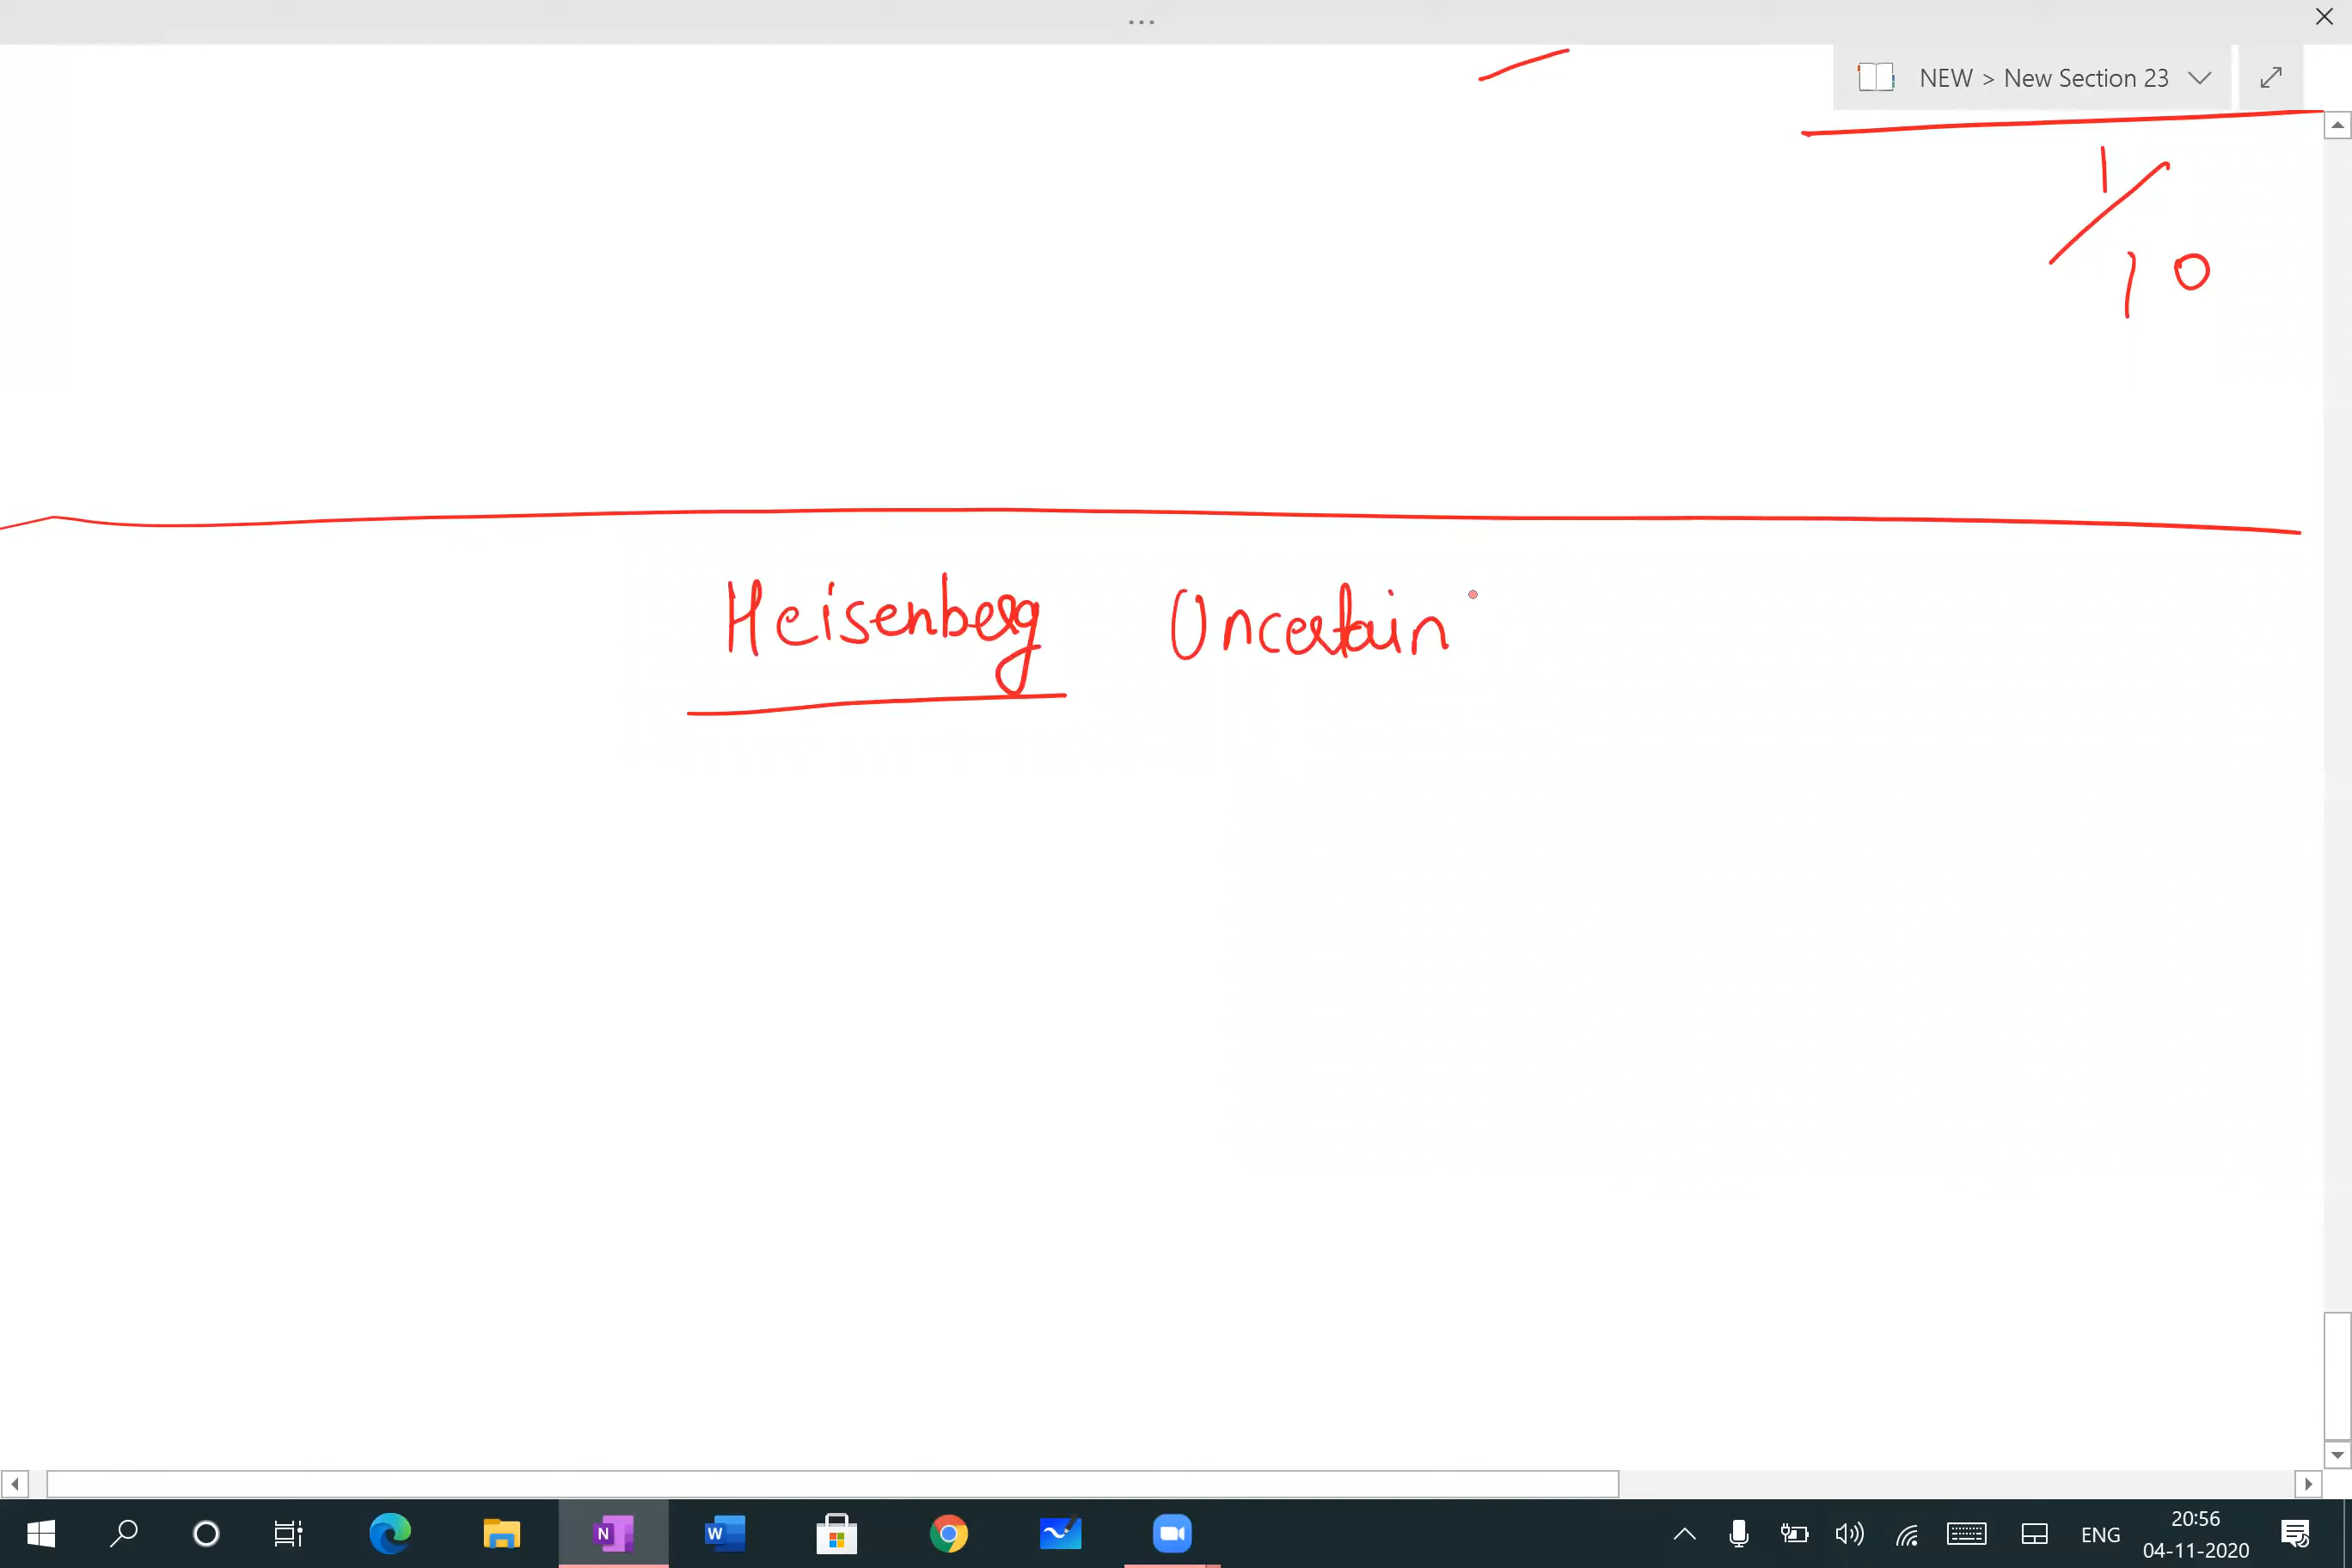 ...
NEW > New Section 23
1/10
Heisenberg Uncertain
ENG
20:56
04-11-2020